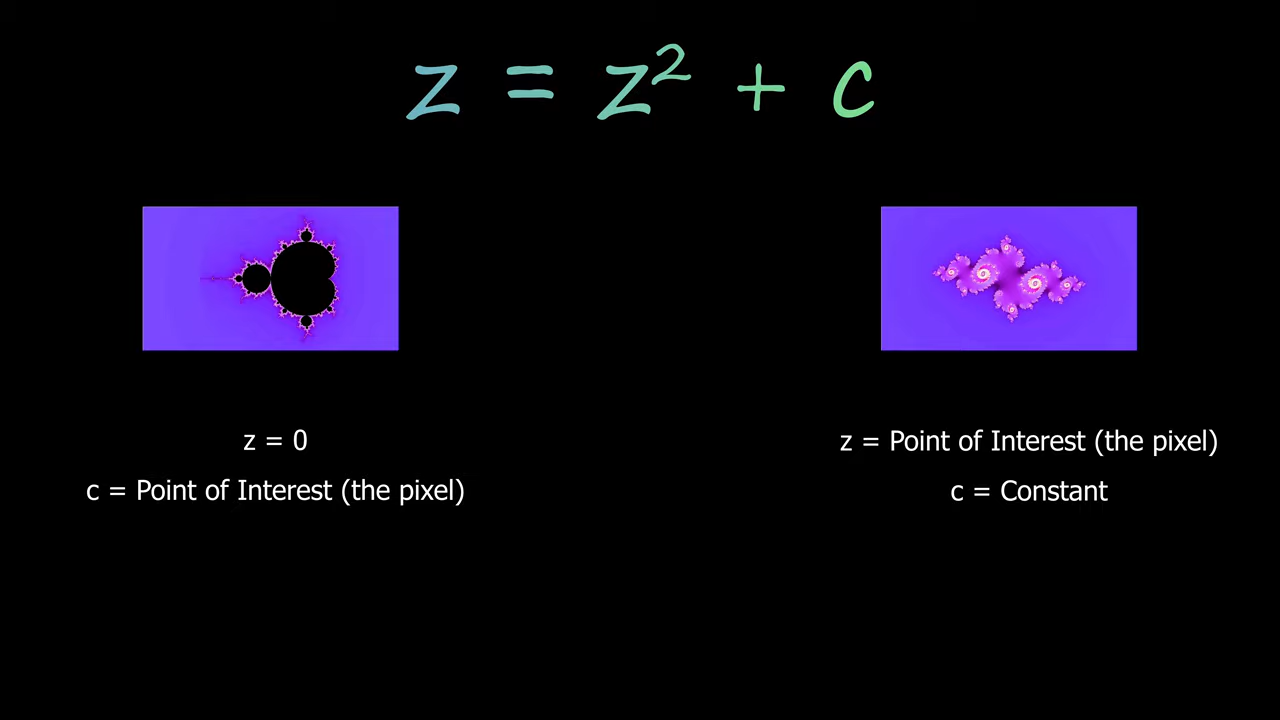 z = z² + c
z = 0
c = Point of Interest (the pixel)
z = Point of Interest (the pixel)
c = Constant